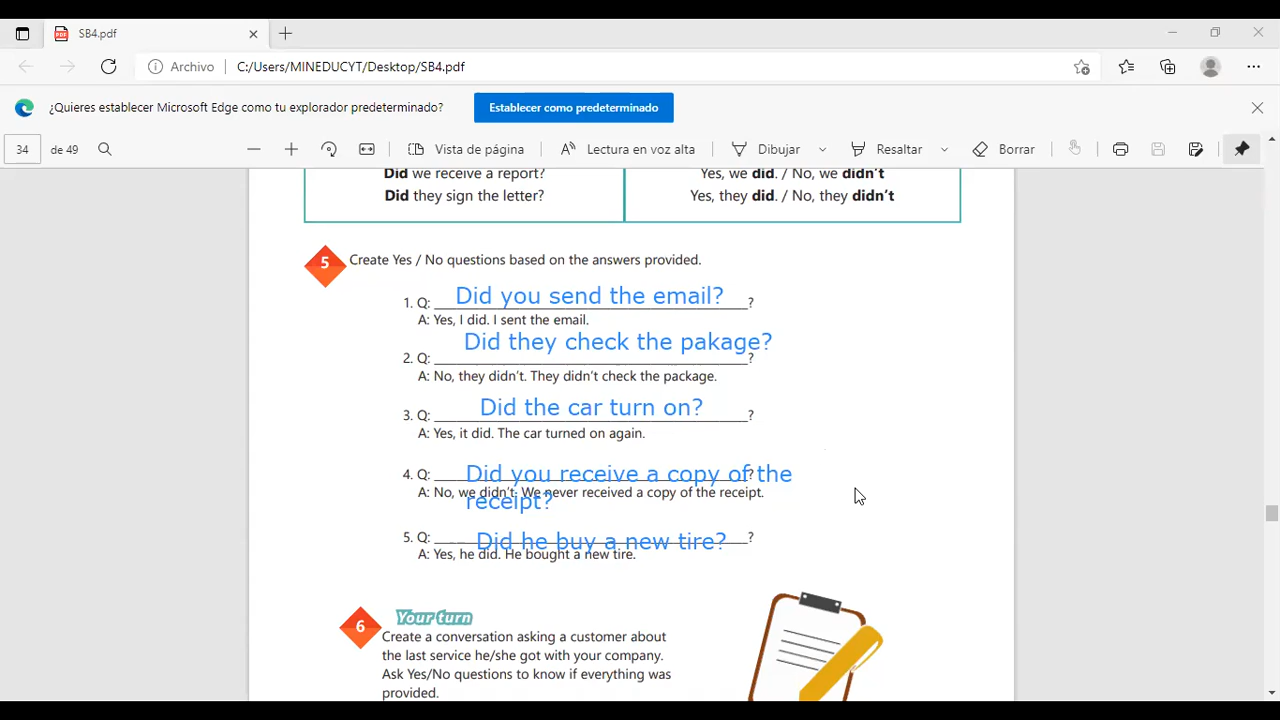 SB4.pdf
Archivo C:/Users/MINEDUCYT/Desktop/SB4.pdf
¿Quieres establecer Microsoft Edge como tu explorador predeterminado? Establecer como predeterminado
34 de 49 Vista de página Lectura en voz alta Dibujar Resaltar Borrar
Did we receive a report? Yes, we did. / No, we didn't
Did they sign the letter? Yes, they did. / No, they didn't
5 Create Yes / No questions based on the answers provided.
1. Q: Did you send the email? ?
A: Yes, I did. I sent the email.
2. Q: Did they check the pakage? ?
A: No, they didn't. They didn't check the package.
3. Q: Did the car turn on? ?
A: Yes, it did. The car turned on again.
4. Q: Did you receive a copy of the ?
receipt?
A: No, we didn't. We never received a copy of the receipt.
5. Q: Did he buy a new tire? ?
A: Yes, he did. He bought a new tire.
6 Your turn
Create a conversation asking a customer about
the last service he/she got with your company.
Ask Yes/No questions to know if everything was
provided.